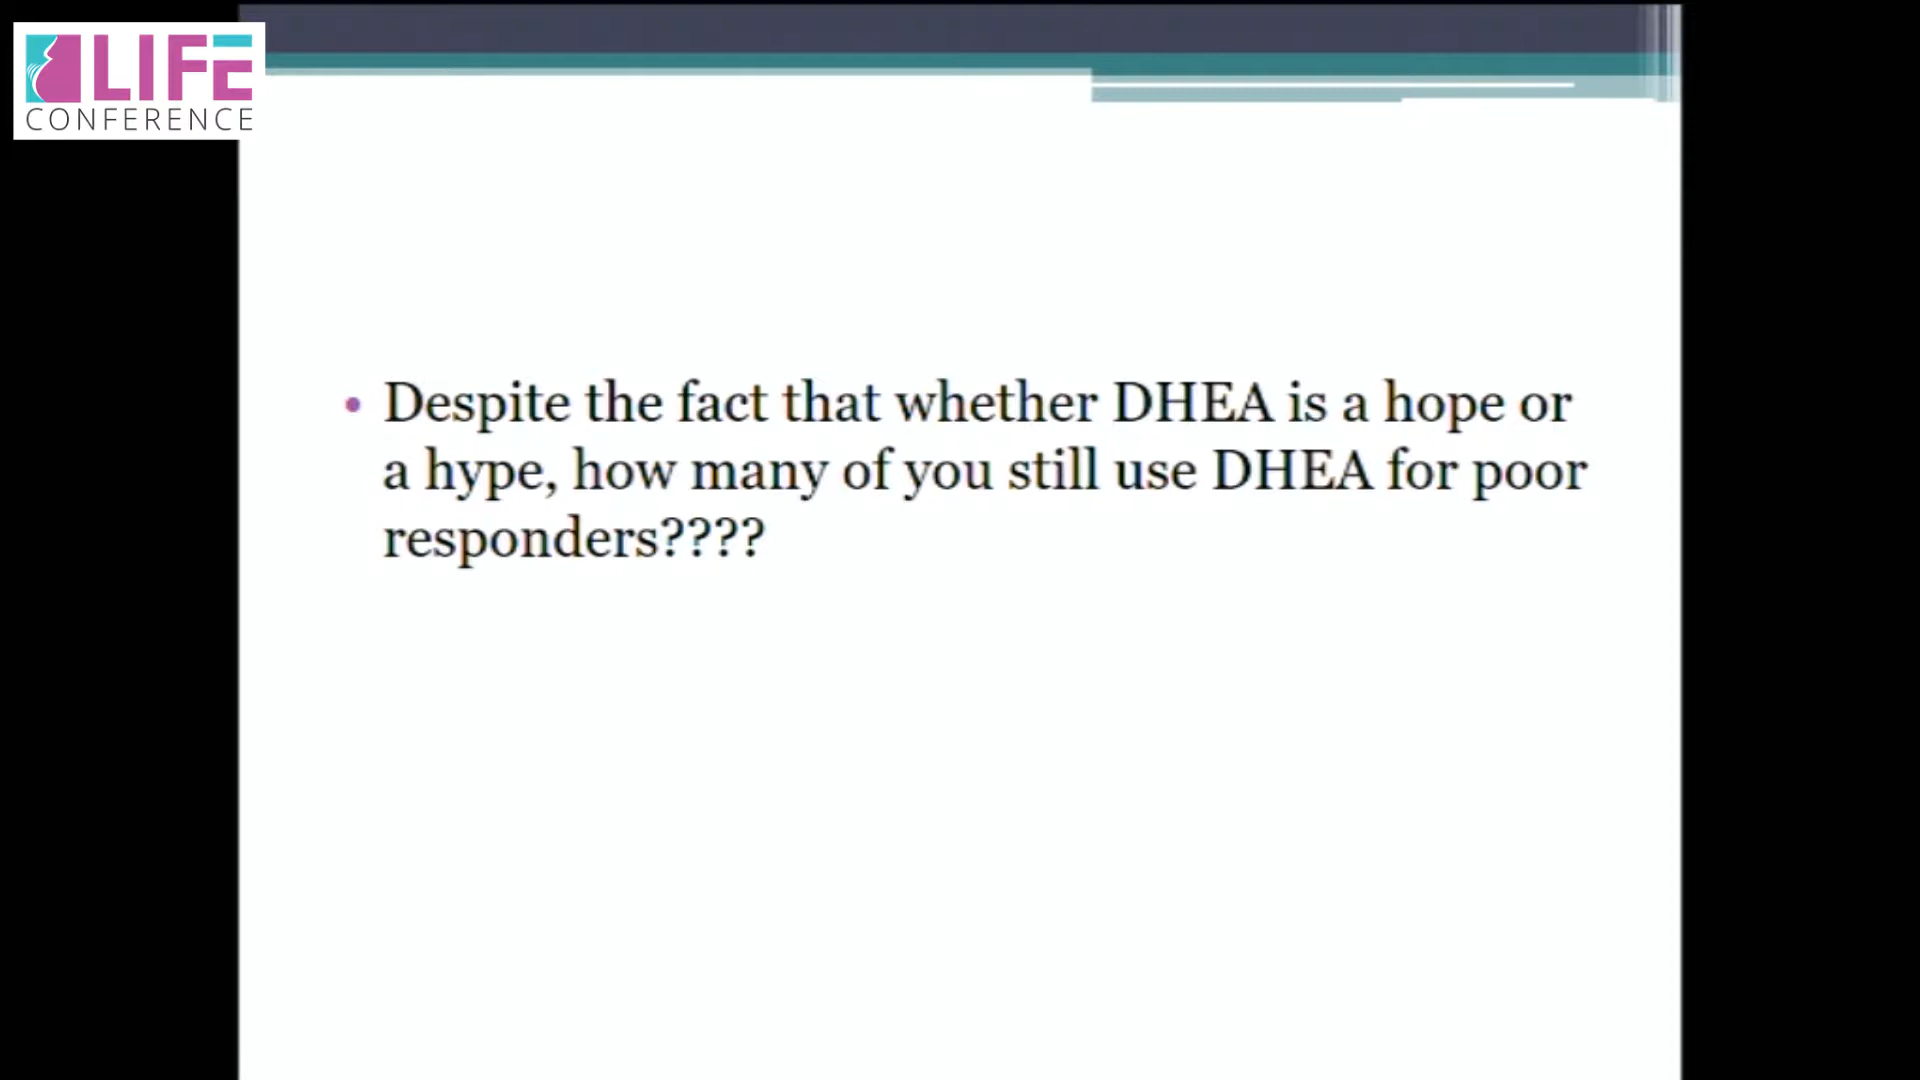 LIFE
CONFERENCE
• Despite the fact that whether DHEA is a hope or
a hype, how many of you still use DHEA for poor
responders????